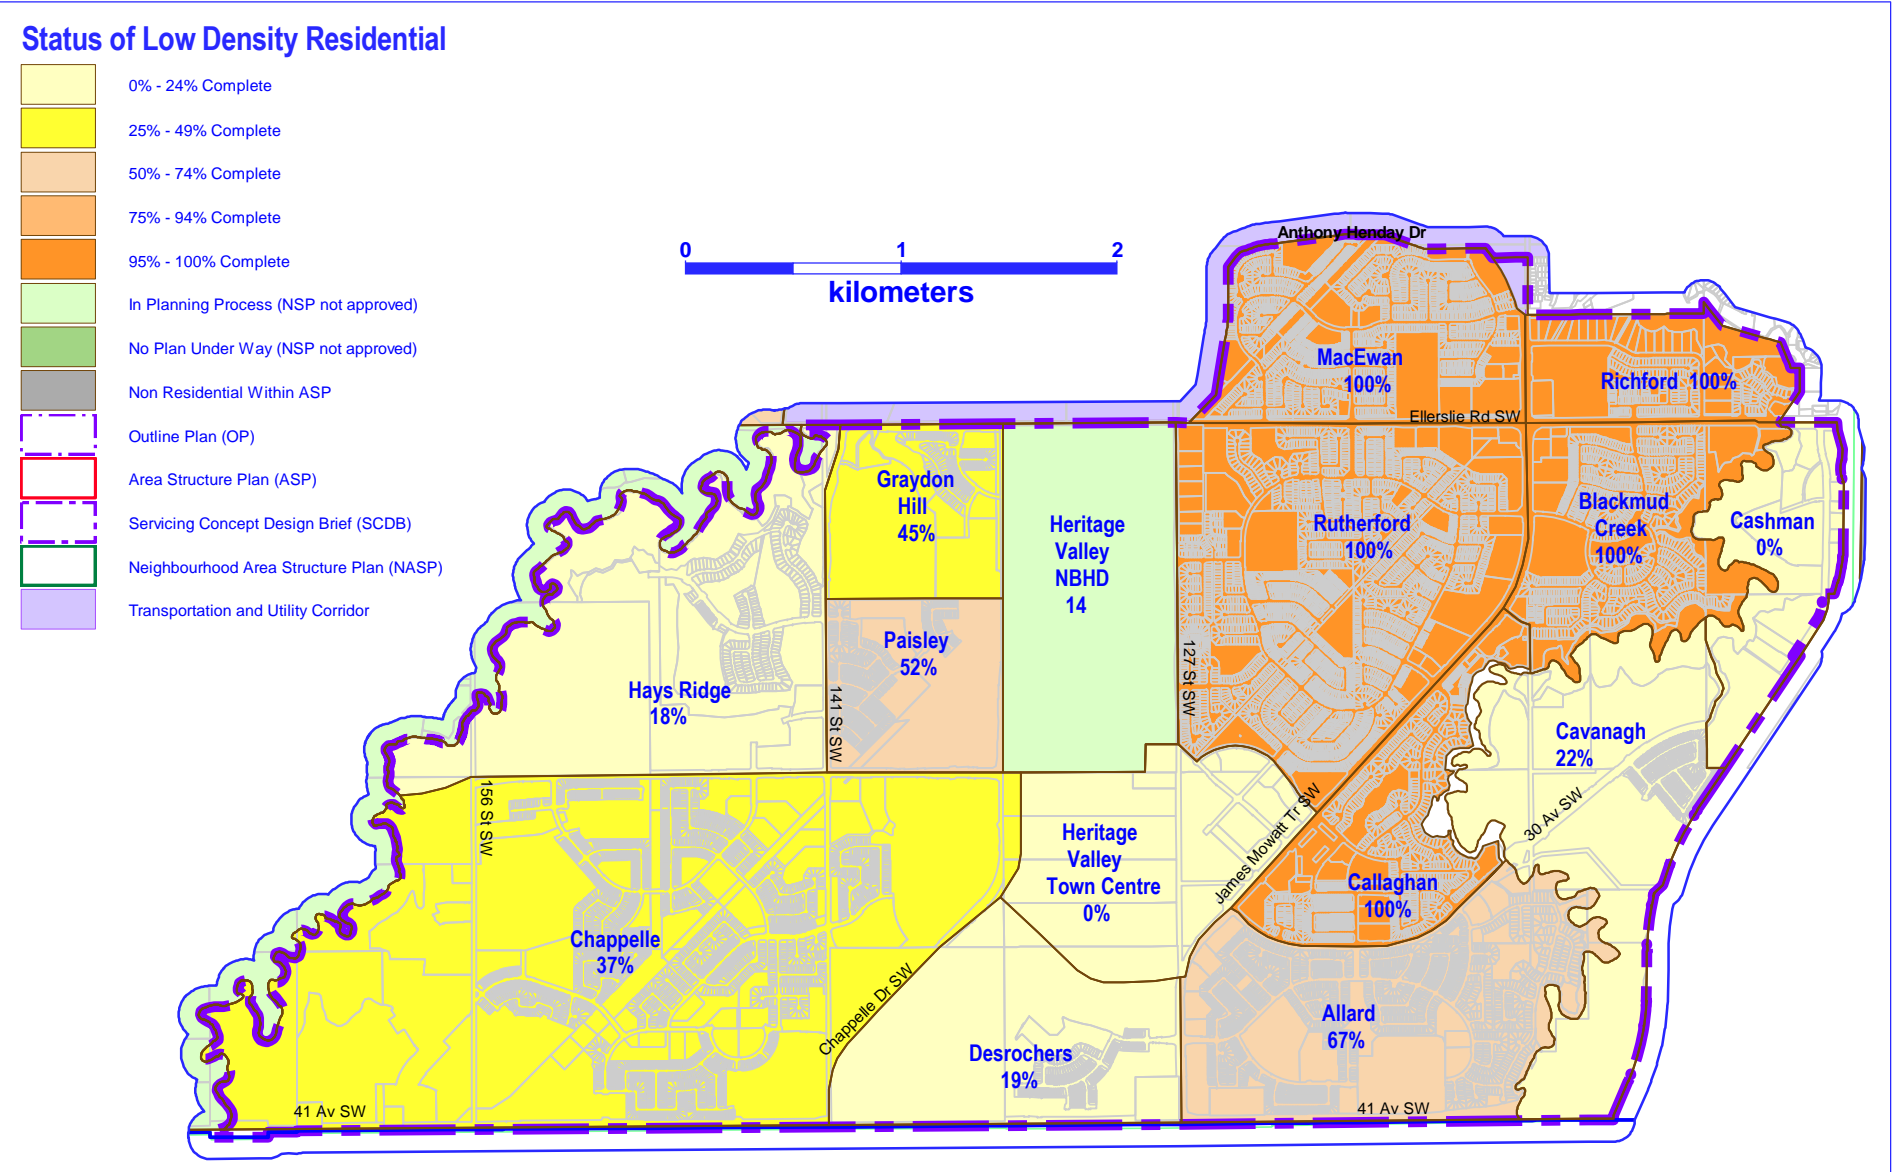 Status of Low Density Residential
0% - 24% Complete
25% - 49% Complete
50% - 74% Complete
75% - 94% Complete
95% - 100% Complete
In Planning Process (NSP not approved)
No Plan Under Way (NSP not approved)
Non Residential Within ASP
Outline Plan (OP)
Area Structure Plan (ASP)
Servicing Concept Design Brief (SCDB)
Neighbourhood Area Structure Plan (NASP)
Transportation and Utility Corridor
0 1 2
kilometers
Anthony Henday Dr
MacEwan
100%
Richford 100%
Ellerslie Rd SW
Graydon
Hill
45%
Heritage
Valley
NBHD
14
Rutherford
100%
Blackmud
Creek
100%
Cashman
0%
Paisley
52%
Hays Ridge
18%
141 St SW
127 St SW
Cavanagh
22%
156 St SW
30 Av SW
James Mowatt Tr SW
Heritage
Valley
Town Centre
0%
Callaghan
100%
Chappelle
37%
Chappelle Dr SW
Allard
67%
Desrochers
19%
41 Av SW
41 Av SW